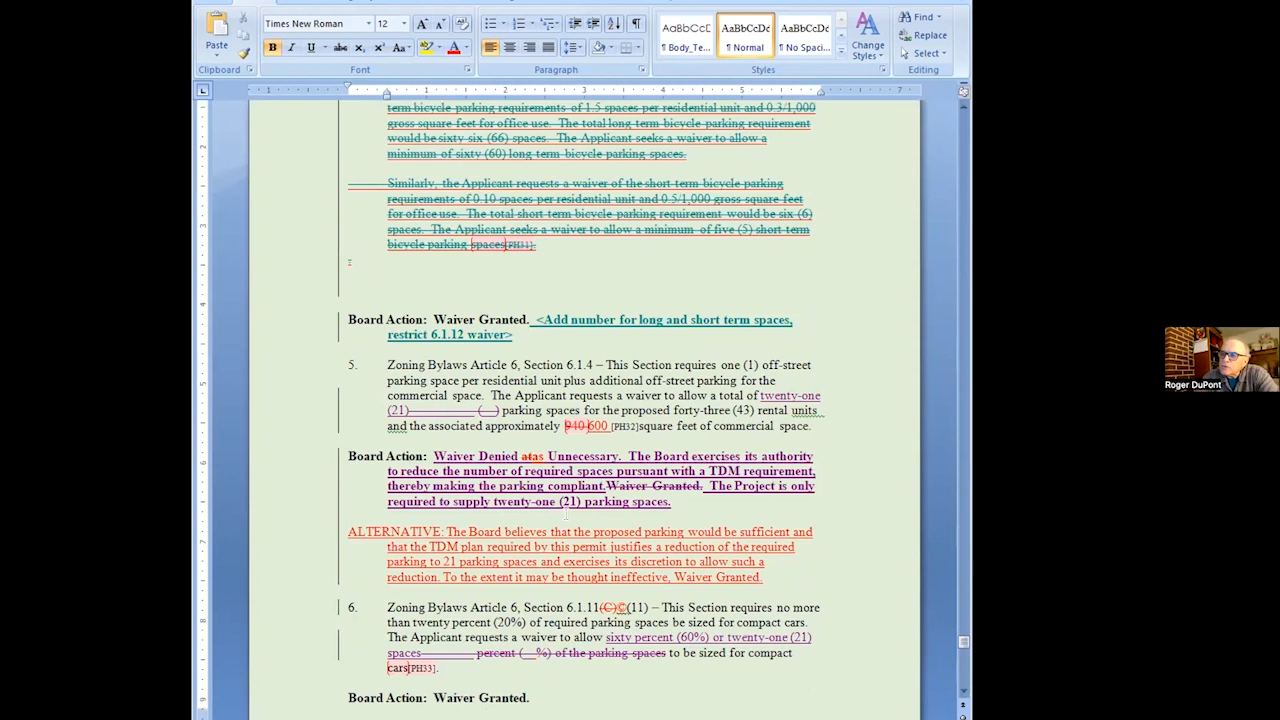 Times New Roman 12
Paste
B I U abc x₂ x² Aa
AaBbCcDc AaBbCcDc AaBbCcDc
¶ Body_Te... ¶ Normal ¶ No Spaci...
Change Styles
Find
Replace
Select
Clipboard Font Paragraph Styles Editing
term bicycle parking requirements of 1.5 spaces per residential unit and 0.3/1,000
gross square feet for office use. The total long term bicycle parking requirement
would be sixty six (66) spaces. The Applicant seeks a waiver to allow a
minimum of sixty (60) long term bicycle parking spaces.
Similarly, the Applicant requests a waiver of the short term bicycle parking
requirements of 0.10 spaces per residential unit and 0.5/1,000 gross square feet
for office use. The total short term bicycle parking requirement would be six (6)
spaces. The Applicant seeks a waiver to allow a minimum of five (5) short term
bicycle parking spaces[PH31].
Board Action: Waiver Granted. <Add number for long and short term spaces,
restrict 6.1.12 waiver>
5. Zoning Bylaws Article 6, Section 6.1.4 – This Section requires one (1) off-street
parking space per residential unit plus additional off-street parking for the
commercial space. The Applicant requests a waiver to allow a total of twenty-one
(21) ________ (__) parking spaces for the proposed forty-three (43) rental units
and the associated approximately 940 600 [PH32]square feet of commercial space.
Board Action: Waiver Denied atas Unnecessary. The Board exercises its authority
to reduce the number of required spaces pursuant with a TDM requirement,
thereby making the parking compliant.Waiver Granted. The Project is only
required to supply twenty-one (21) parking spaces.
ALTERNATIVE: The Board believes that the proposed parking would be sufficient and
that the TDM plan required by this permit justifies a reduction of the required
parking to 21 parking spaces and exercises its discretion to allow such a
reduction. To the extent it may be thought ineffective, Waiver Granted.
6. Zoning Bylaws Article 6, Section 6.1.11(C)©(11) – This Section requires no more
than twenty percent (20%) of required parking spaces be sized for compact cars.
The Applicant requests a waiver to allow sixty percent (60%) or twenty-one (21)
spaces________ percent (__%) of the parking spaces to be sized for compact
cars[PH33].
Board Action: Waiver Granted.
Roger DuPont